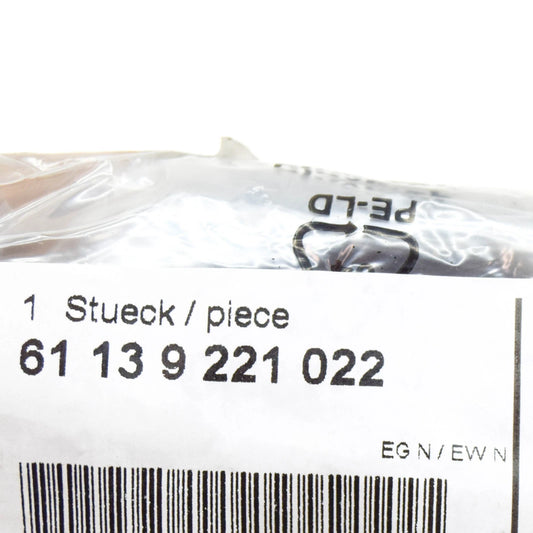 PE-LD
1 Stueck / piece
61 13 9 221 022
EG N / EW N